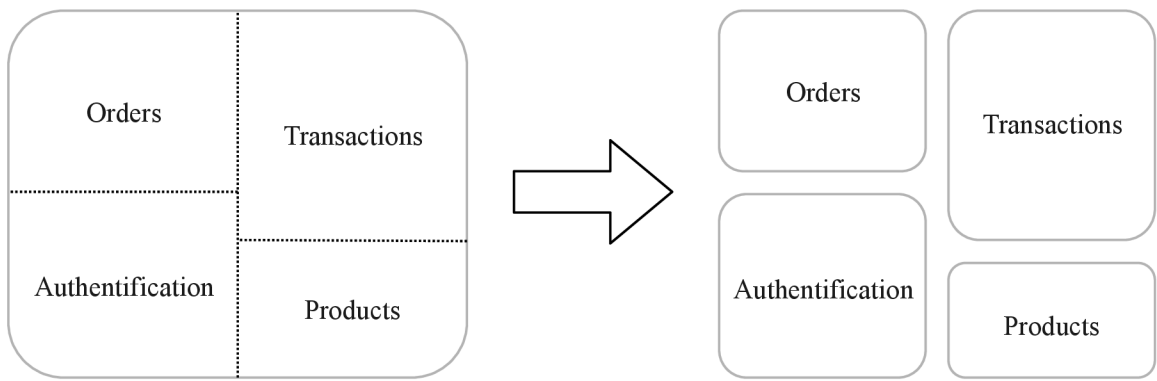 Orders
Transactions
Authentification
Products
Orders
Transactions
Authentification
Products